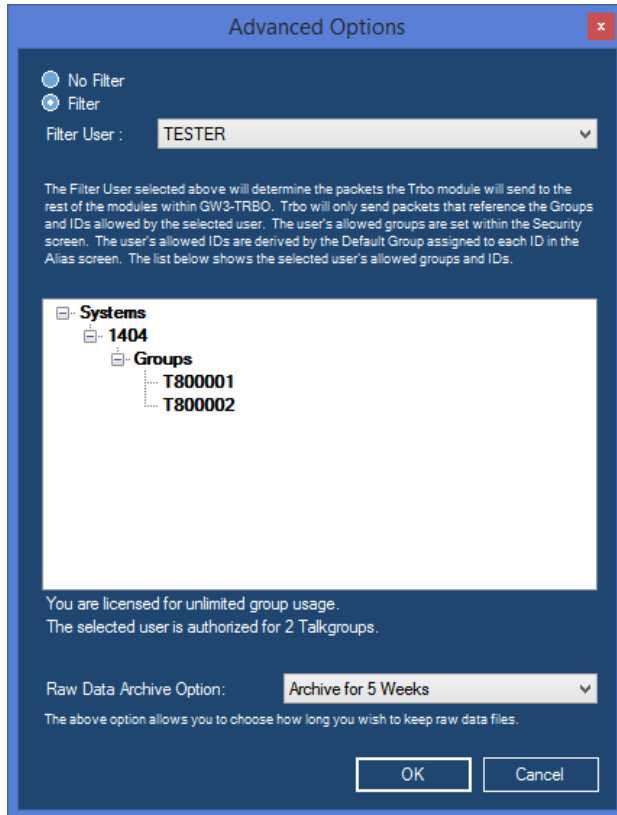 Advanced Options
x
No Filter
Filter
Filter User : TESTER
The Filter User selected above will determine the packets the Trbo module will send to the
rest of the modules within GW3-TRBO. Trbo will only send packets that reference the Groups
and IDs allowed by the selected user. The user's allowed groups are set within the Security
screen. The user's allowed IDs are derived by the Default Group assigned to each ID in the
Alias screen. The list below shows the selected user's allowed groups and IDs.
Systems
1404
Groups
T800001
T800002
You are licensed for unlimited group usage.
The selected user is authorized for 2 Talkgroups.
Raw Data Archive Option: Archive for 5 Weeks
The above option allows you to choose how long you wish to keep raw data files.
OK Cancel